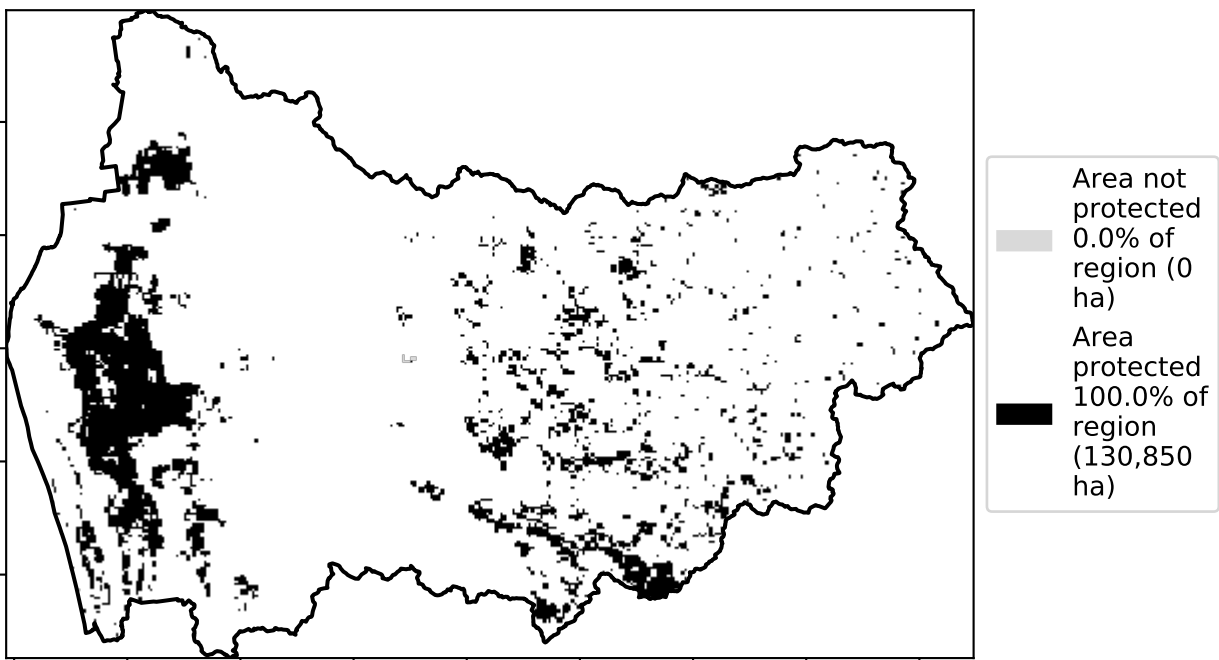 Area not
protected
0.0% of
region (0
ha)
Area
protected
100.0% of
region
(130,850
ha)